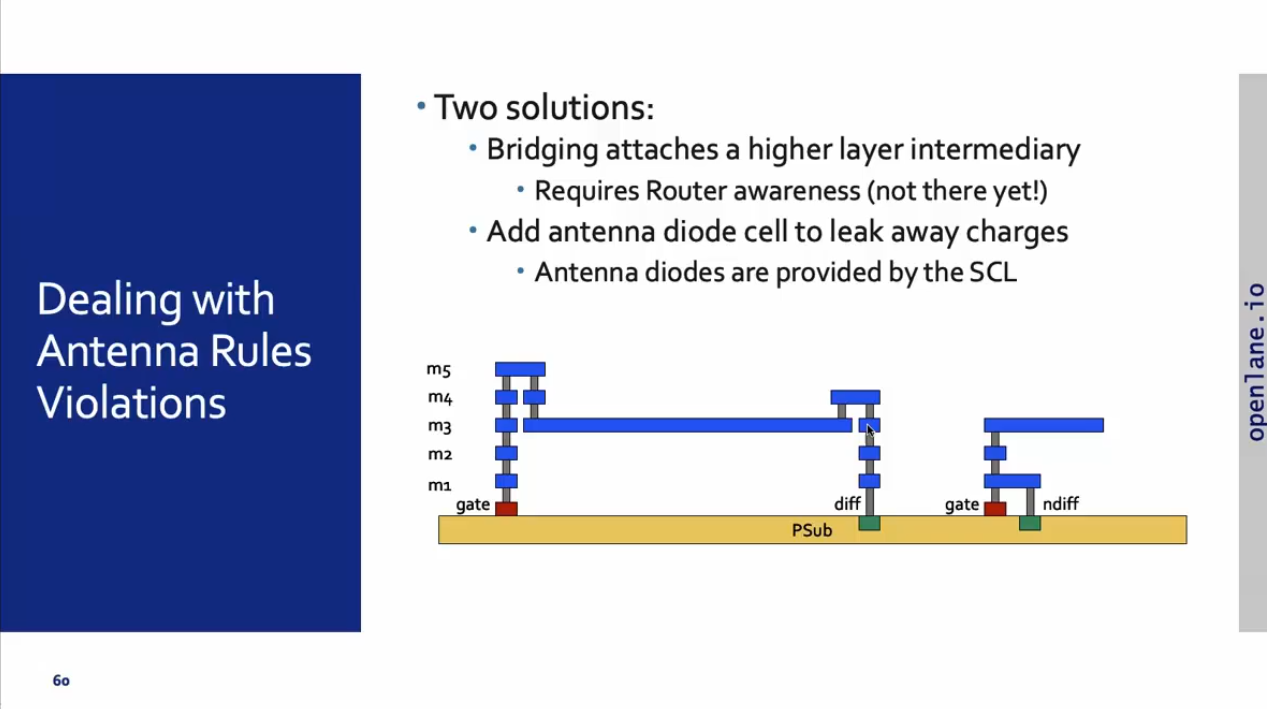 Dealing with
Antenna Rules
Violations
• Two solutions:
• Bridging attaches a higher layer intermediary
• Requires Router awareness (not there yet!)
• Add antenna diode cell to leak away charges
• Antenna diodes are provided by the SCL
m5
m4
m3
m2
m1
gate
diff
gate
ndiff
PSub
openlane.io
60